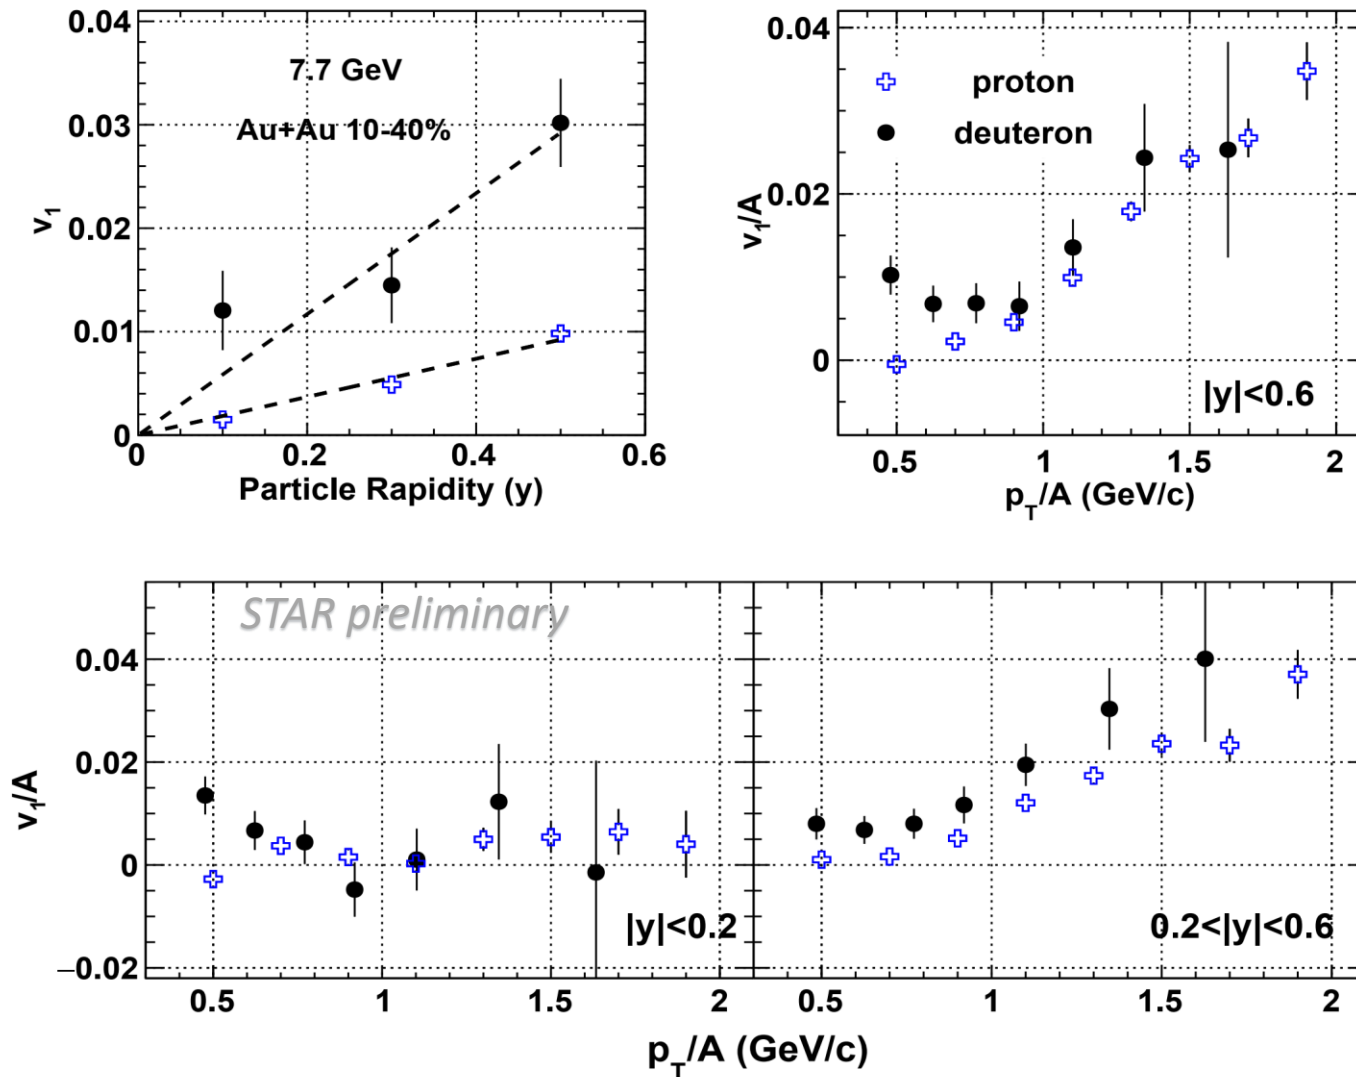 0.04
0.03
0.02
0.01
0
v₁
7.7 GeV
Au+Au 10-40%
0
0.2
0.4
0.6
Particle Rapidity (y)
0.04
0.02
0
v₁/A
proton
deuteron
|y|<0.6
0.5
1
1.5
2
p_T/A (GeV/c)
STAR preliminary
0.04
0.02
0
−0.02
v₁/A
|y|<0.2
0.2<|y|<0.6
0.5
1
1.5
2
0.5
1
1.5
2
p_T/A (GeV/c)